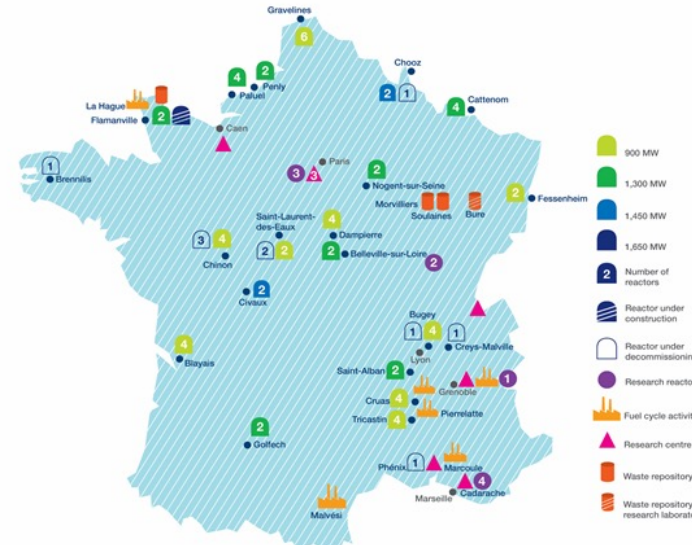 Gravelines
6
Chooz
2
1
4
2
Penly
Paluel
4
Cattenom
La Hague
Flamanville
2
Caen
1
Brennilis
3
Paris
3
2
Nogent-sur-Seine
Morvilliers
Soulaines
Bure
2
Fessenheim
Saint-Laurent-
des-Eaux
4
Dampierre
3
4
Chinon
2
2
2
Belleville-sur-Loire
2
2
Civaux
Bugey
1
4
1
Lyon
Creys-Malville
4
Blayais
Saint-Alban
2
Grenoble
1
Cruas
4
Tricastin
4
Pierrelatte
2
Golfech
Phénix
1
Marcoule
4
Marseille
Cadarache
Malvési
900 MW
1,300 MW
1,450 MW
1,650 MW
2
Number of
reactors
Reactor under
construction
Reactor under
Research
Fuel cycle
Research centre
Waste repository
Waste repository
research